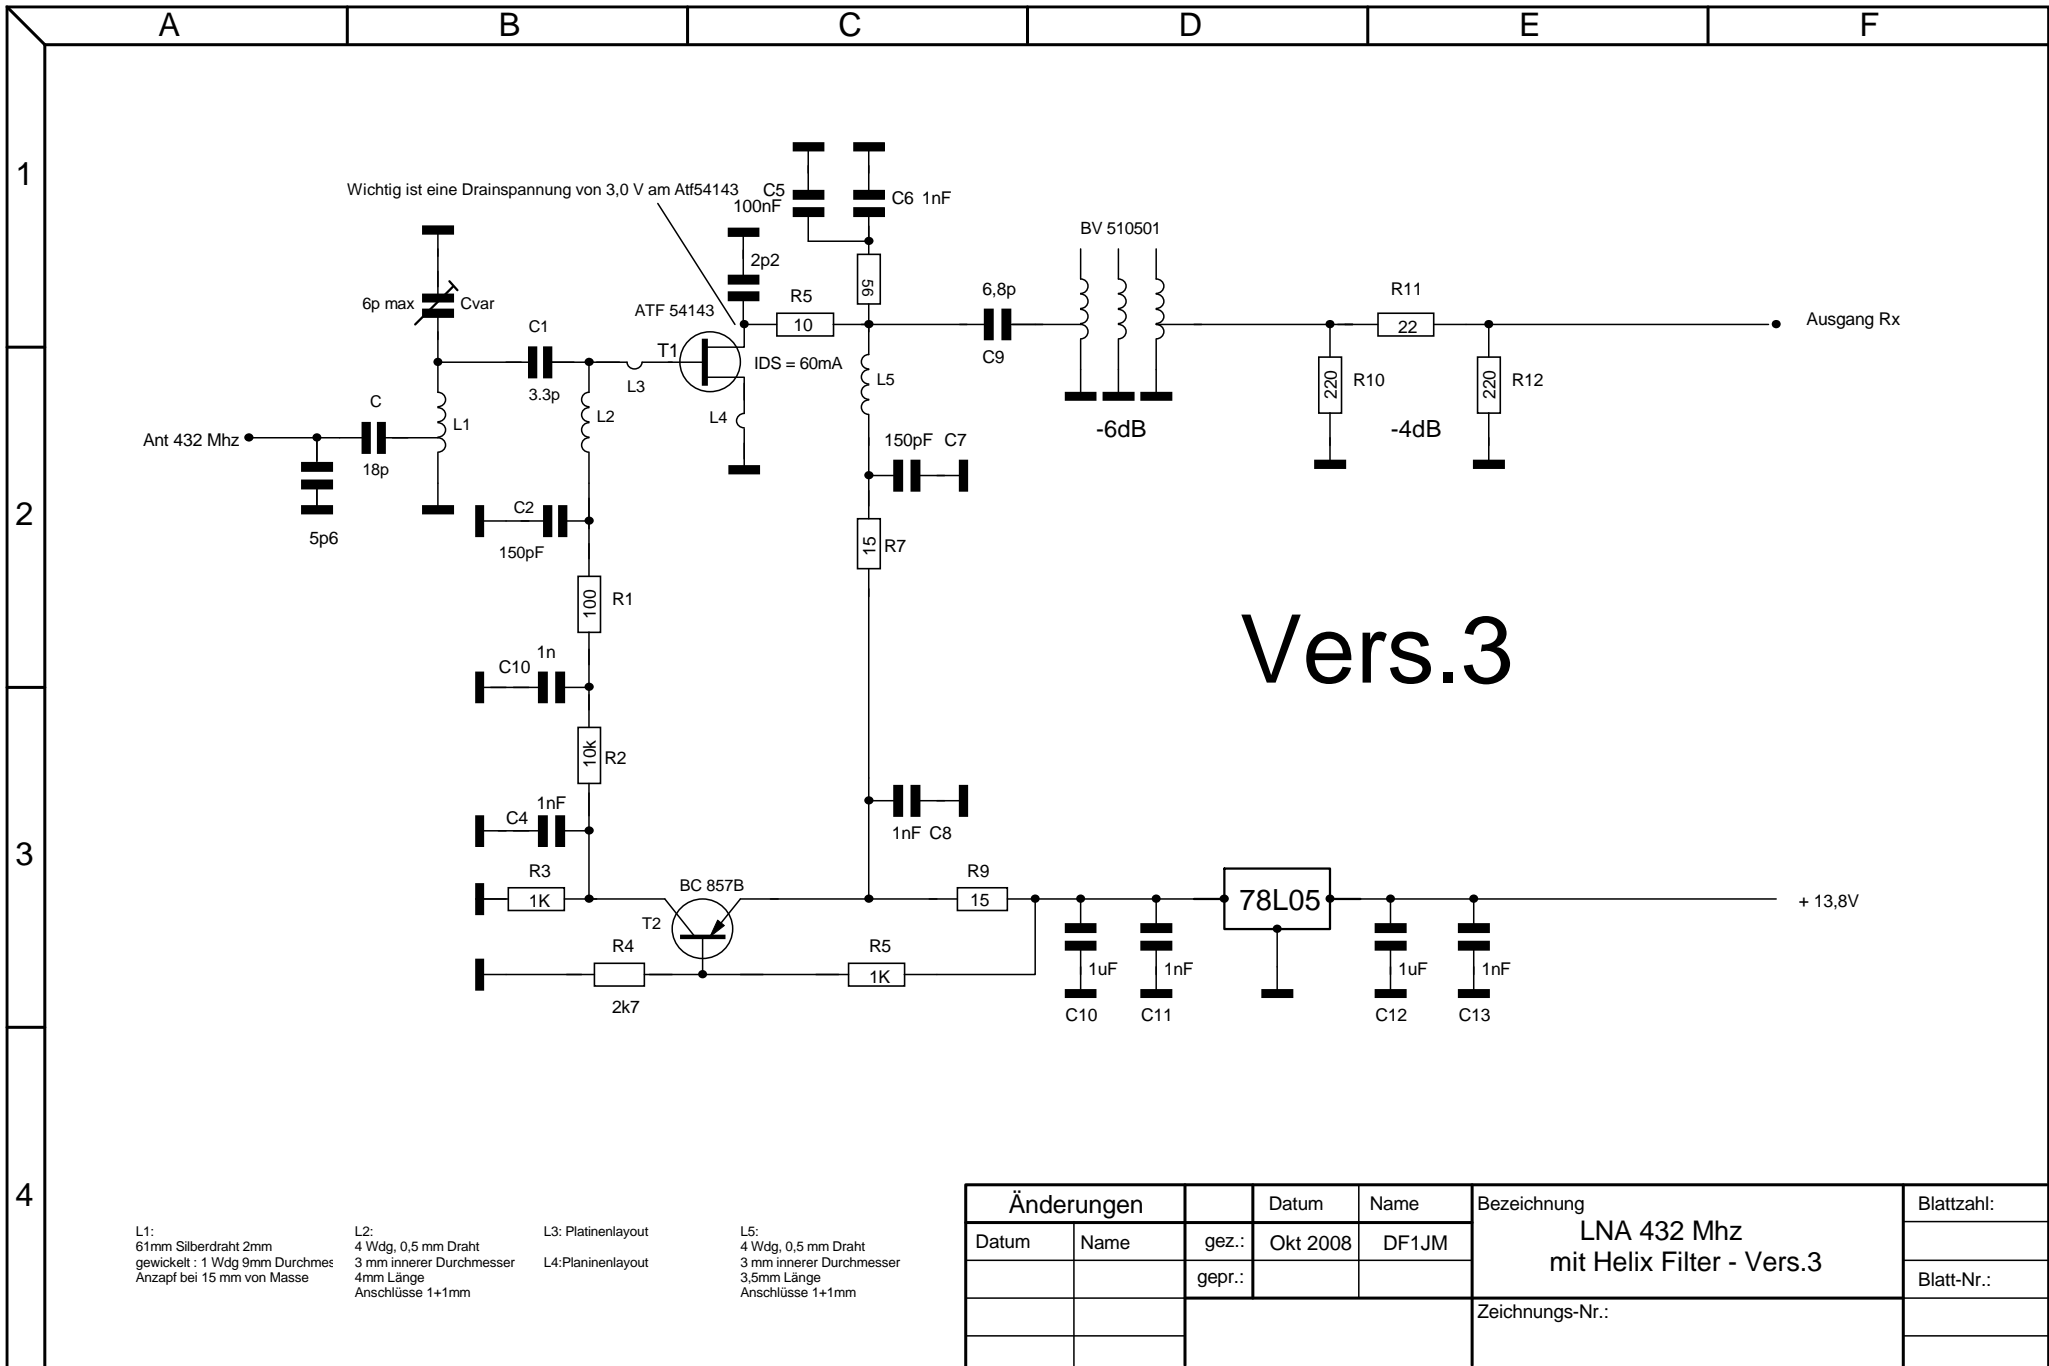 A B C D E F
1
2
3
4
Wichtig ist eine Drainspannung von 3,0 V am Atf54143
C5
100nF
C6 1nF
2p2
56
6p max
Cvar
ATF 54143
R5
10
6,8p
C9
BV 510501
-6dB
R11
22
Ausgang Rx
C1
3.3p
L3
T1
IDS = 60mA
L4
L5
R10
220
R12
220
-4dB
Ant 432 Mhz
C
18p
L1
L2
5p6
C2
150pF
150pF C7
15
R7
100
R1
Vers.3
1n
C10
10k
R2
1nF
C4
1nF C8
R3
1K
BC 857B
T2
R9
15
78L05
+ 13,8V
R4
2k7
R5
1K
1uF
C10
1nF
C11
1uF
C12
1nF
C13
L1:
61mm Silberdraht 2mm
gewickelt : 1 Wdg 9mm Durchmes
Anzapf bei 15 mm von Masse
L2:
4 Wdg, 0,5 mm Draht
3 mm innerer Durchmesser
4mm Länge
Anschlüsse 1+1mm
L3: Platinenlayout
L4:Planinenlayout
L5:
4 Wdg, 0,5 mm Draht
3 mm innerer Durchmesser
3,5mm Länge
Anschlüsse 1+1mm
Änderungen
Datum Name
Datum Name
gez.: Okt 2008 DF1JM
gepr.:
Bezeichnung
LNA 432 Mhz
mit Helix Filter - Vers.3
Zeichnungs-Nr.:
Blattzahl:
Blatt-Nr.: